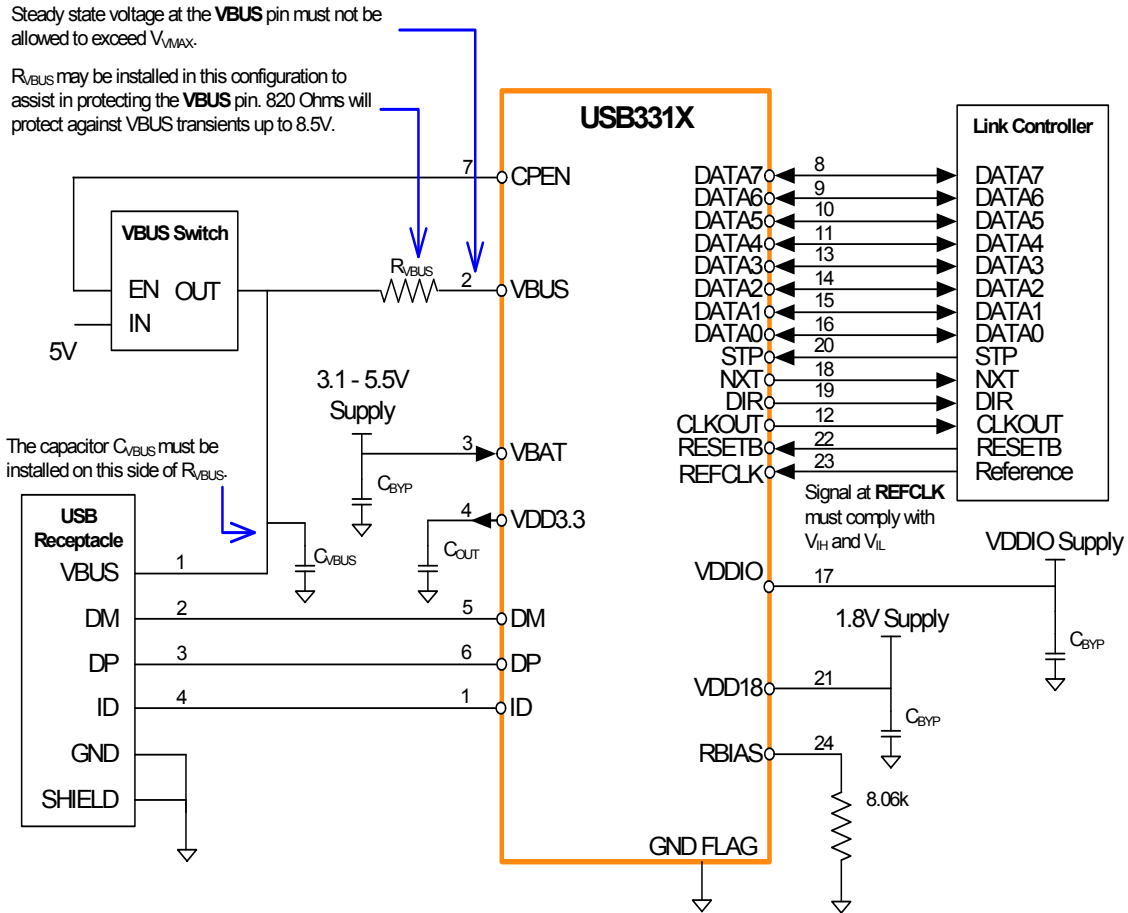 Steady state voltage at the VBUS pin must not be
allowed to exceed VVMAX.
RVBUS may be installed in this configuration to
assist in protecting the VBUS pin. 820 Ohms will
protect against VBUS transients up to 8.5V.
USB331X
Link Controller
7
CPEN
VBUS Switch
EN OUT
IN
5V
RVBUS
2
VBUS
3.1 - 5.5V
Supply
3
VBAT
CBYP
4
VDD3.3
COUT
The capacitor CVBUS must be
installed on this side of RVBUS.
CVBUS
USB
Receptacle
VBUS 1
DM 2 5 DM
DP 3 6 DP
ID 4 1 ID
GND
SHIELD
DATA7 8 DATA7
DATA6 9 DATA6
DATA5 10 DATA5
DATA4 11 DATA4
DATA3 13 DATA3
DATA2 14 DATA2
DATA1 15 DATA1
DATA0 16 DATA0
STP 20 STP
NXT 18 NXT
DIR 19 DIR
CLKOUT 12 CLKOUT
RESETB 22 RESETB
REFCLK 23 Reference
Signal at REFCLK
must comply with
VIH and VIL
VDDIO Supply
VDDIO 17
CBYP
1.8V Supply
VDD18 21
CBYP
RBIAS 24
8.06k
GND FLAG